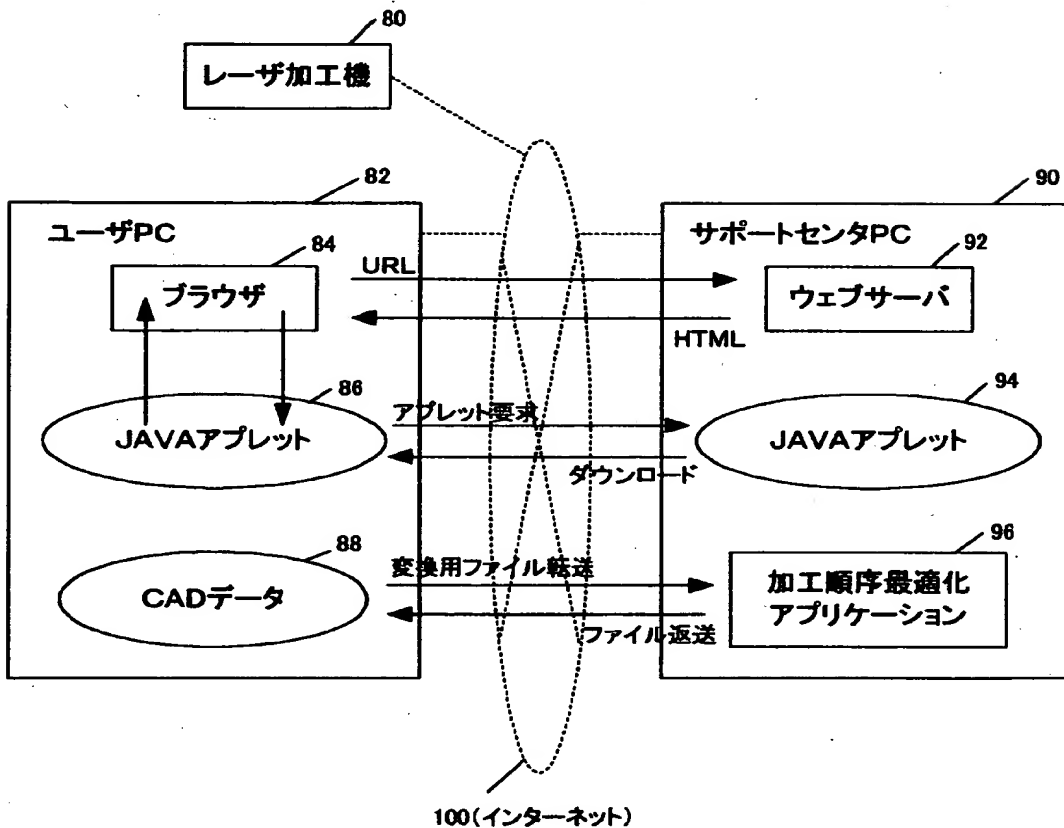 80
レーザ加工機
82
90
ユーザPC
サポートセンタPC
84
92
URL
ブラウザ
ウェブサーバ
HTML
86
94
アプレット要求
JAVAアプレット
JAVAアプレット
ダウンロード
88
96
変換用ファイル転送
CADデータ
加工順序最適化
アプリケーション
ファイル返送
100(インターネット)